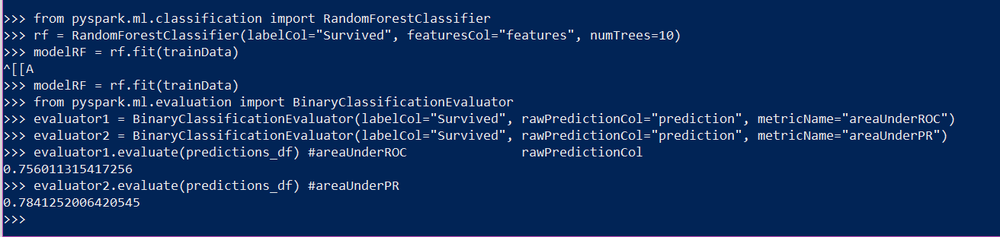 >>> from pyspark.ml.classification import RandomForestClassifier
>>> rf = RandomForestClassifier(labelCol="Survived", featuresCol="features", numTrees=10)
>>> modelRF = rf.fit(trainData)
^[[A
>>> modelRF = rf.fit(trainData)
>>> from pyspark.ml.evaluation import BinaryClassificationEvaluator
>>> evaluator1 = BinaryClassificationEvaluator(labelCol="Survived", rawPredictionCol="prediction", metricName="areaUnderROC")
>>> evaluator2 = BinaryClassificationEvaluator(labelCol="Survived", rawPredictionCol="prediction", metricName="areaUnderPR")
>>> evaluator1.evaluate(predictions_df) #areaUnderROC               rawPredictionCol
0.756011315417256
>>> evaluator2.evaluate(predictions_df) #areaUnderPR
0.7841252006420545
>>>